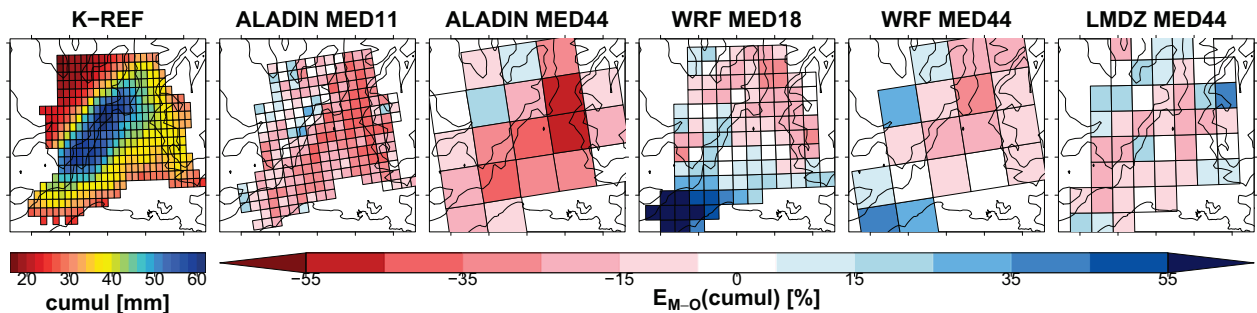 K-REF ALADIN MED11 ALADIN MED44 WRF MED18 WRF MED44 LMDZ MED44
20 30 40 50 60 −55 −35 −15 0 15 35 55
cumul [mm] E_M−O(cumul) [%]